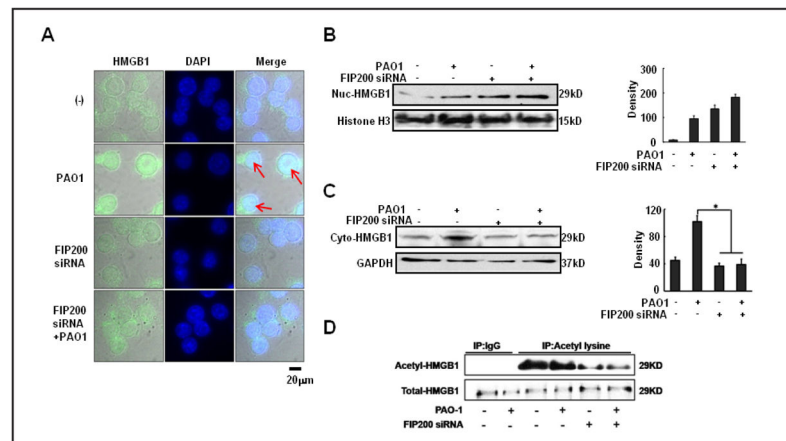 A
HMGB1 DAPI Merge
(-)
PAO1
FIP200
siRNA
FIP200
siRNA
+PAO1
20μm
B
PAO1 - + - +
FIP200 siRNA - - + +
Nuc-HMGB1 29kD
Histone H3 15kD
Density
300
200
100
0
PAO1 - + - +
FIP200 siRNA - - + +
C
PAO1 - + - +
FIP200 siRNA - - + +
Cyto-HMGB1 29kD
GAPDH 37kD
Density
120
80
40
0
*
PAO1 - + - +
FIP200 siRNA - - + +
D
IP:IgG IP:Acetyl lysine
Acetyl-HMGB1 29KD
Total-HMGB1 29KD
PAO-1 - + - + - +
FIP200 siRNA - - - - + +